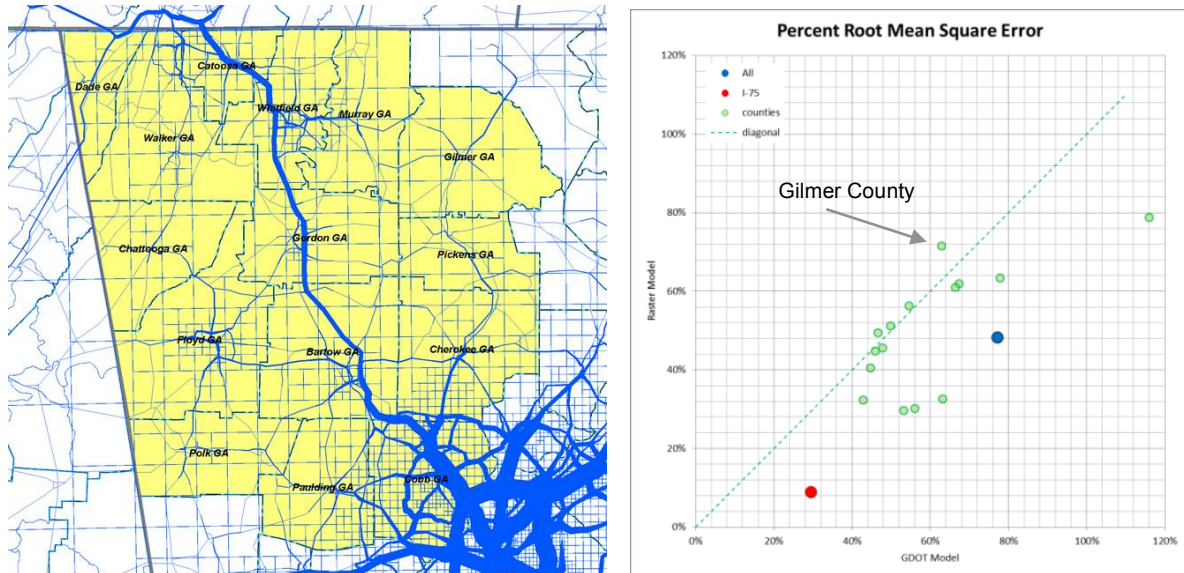 Catoosa GA
Dade GA
Whitfield GA
Murray GA
Walker GA
Gilmer GA
Gordon GA
Chattooga GA
Pickens GA
Floyd GA
Bartow GA
Cherokee GA
Polk GA
Paulding GA
Cobb GA
Percent Root Mean Square Error
120%
All
I-75
counties
diagonal
100%
Gilmer County
80%
Raster Model
60%
40%
20%
0%
0% 20% 40% 60% 80% 100% 120%
GDOT Model